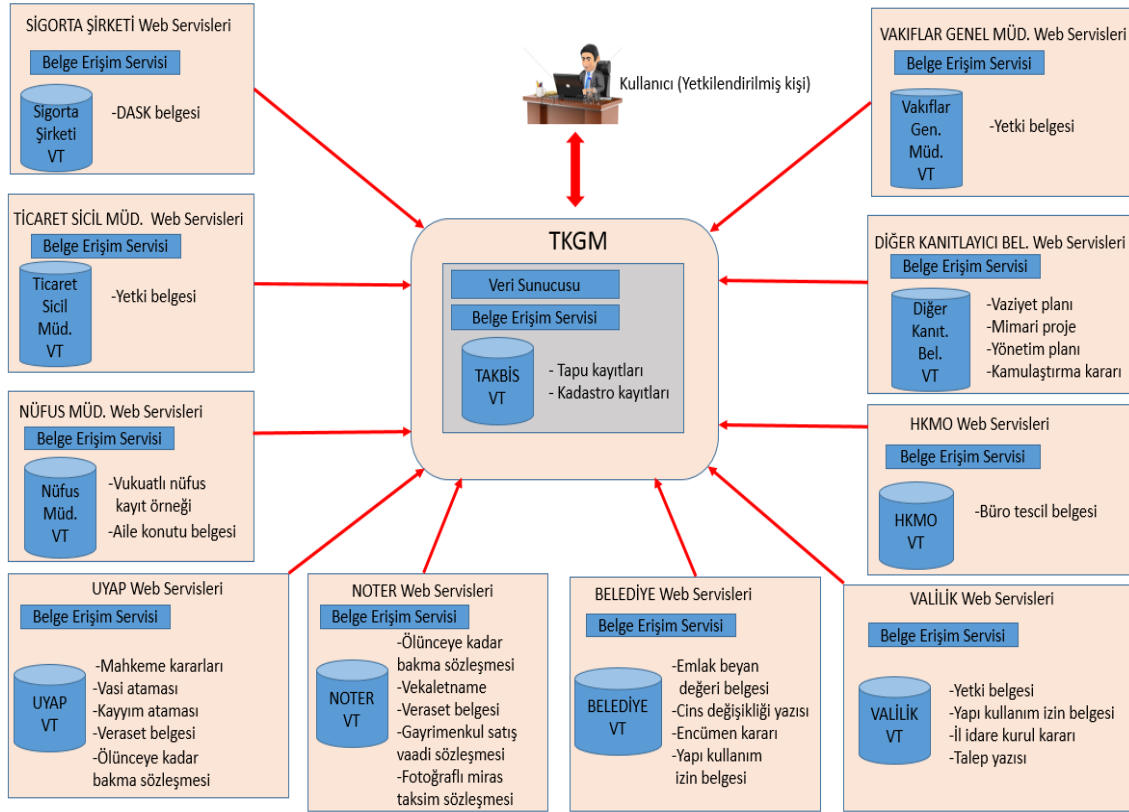 SİGORTA ŞİRKETİ Web Servisleri
Belge Erişim Servisi
Sigorta
Şirketi
VT
-DASK belgesi
Kullanıcı (Yetkilendirilmiş kişi)
VAKIFLAR GENEL MÜD. Web Servisleri
Belge Erişim Servisi
Vakıflar
Gen.
Müd.
VT
-Yetki belgesi
TİCARET SİCİL MÜD. Web Servisleri
Belge Erişim Servisi
Ticaret
Sicil
Müd.
VT
-Yetki belgesi
TKGM
Veri Sunucusu
Belge Erişim Servisi
TAKBİS
VT
- Tapu kayıtları
- Kadastro kayıtları
DİĞER KANITLAYICI BEL. Web Servisleri
Belge Erişim Servisi
Diğer
Kanıt.
Bel.
VT
- Vaziyet planı
- Mimari proje
- Yönetim planı
- Kamulaştırma kararı
NÜFUS MÜD. Web Servisleri
Belge Erişim Servisi
Nüfus
Müd.
VT
-Vukuatlı nüfus
kayıt örneği
-Aile konutu belgesi
HKMO Web Servisleri
Belge Erişim Servisi
HKMO
VT
-Büro tescil belgesi
UYAP Web Servisleri
Belge Erişim Servisi
UYAP
VT
-Mahkeme kararları
-Vasi ataması
-Kayyım ataması
-Veraset belgesi
-Ölünceye kadar
bakma sözleşmesi
NOTER Web Servisleri
Belge Erişim Servisi
NOTER
VT
-Ölünceye kadar
bakma sözleşmesi
-Vekaletname
-Veraset belgesi
-Gayrimenkul satış
vaadi sözleşmesi
-Fotoğraflı miras
taksim sözleşmesi
BELEDİYE Web Servisleri
Belge Erişim Servisi
BELEDİYE
VT
-Emlak beyan
değeri belgesi
-Cins değişikliği yazısı
-Encümen kararı
-Yapı kullanım
izin belgesi
VALİLİK Web Servisleri
Belge Erişim Servisi
VALİLİK
VT
-Yetki belgesi
-Yapı kullanım izin belgesi
-İl idare kurul kararı
-Talep yazısı